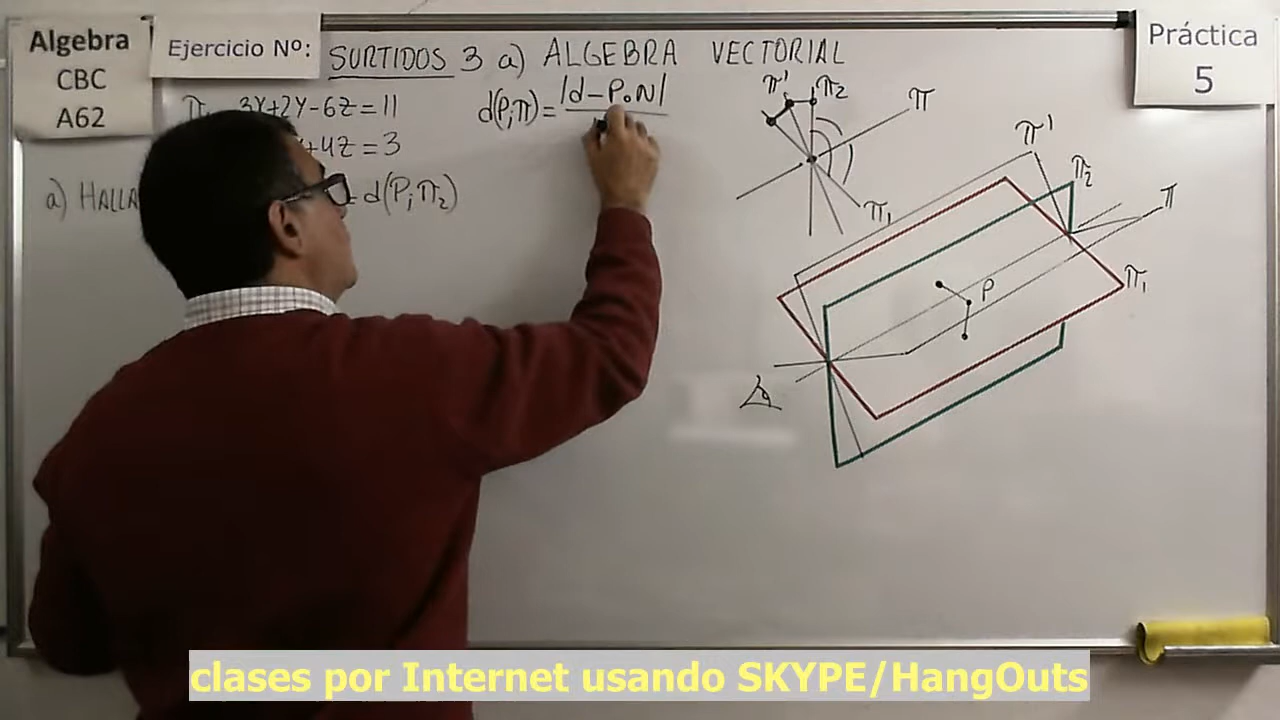 Algebra
CBC
A62
Ejercicio Nº:
SURTIDOS 3 a) ALGEBRA VECTORIAL
Práctica
5
3X+2Y-6Z=11
+4Z=3
a) HALLA
= d(P;π₂)
d(P;π)= |d-P∘N|
π'
π₂
π
π₁
π'
π₂
π
π₁
P
clases por Internet usando SKYPE/HangOuts